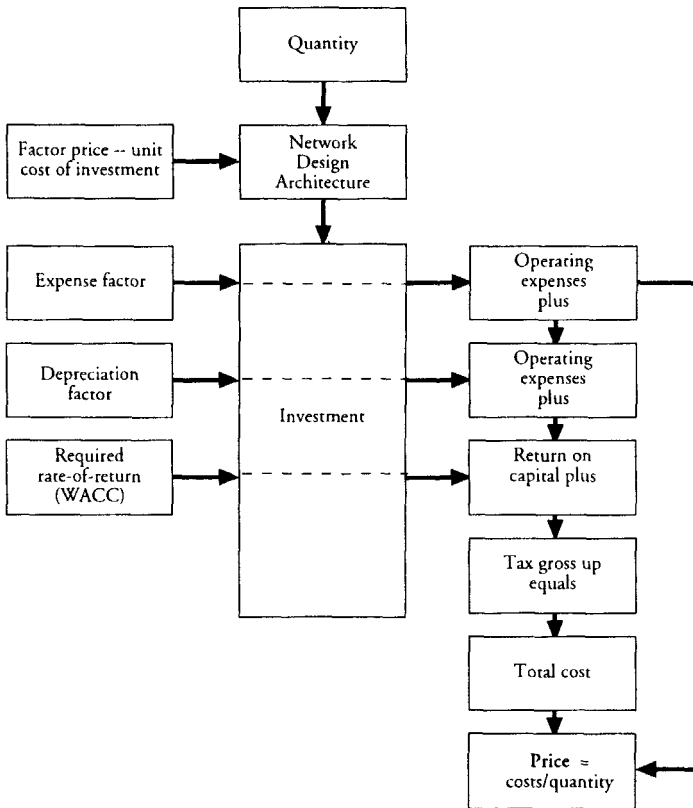 Quantity
Factor price -- unit
cost of investment
Network
Design
Architecture
Expense factor
Operating
expenses
plus
Depreciation
factor
Investment
Operating
expenses
plus
Required
rate-of-return
(WACC)
Return on
capital plus
Tax gross up
equals
Total cost
Price =
costs/quantity